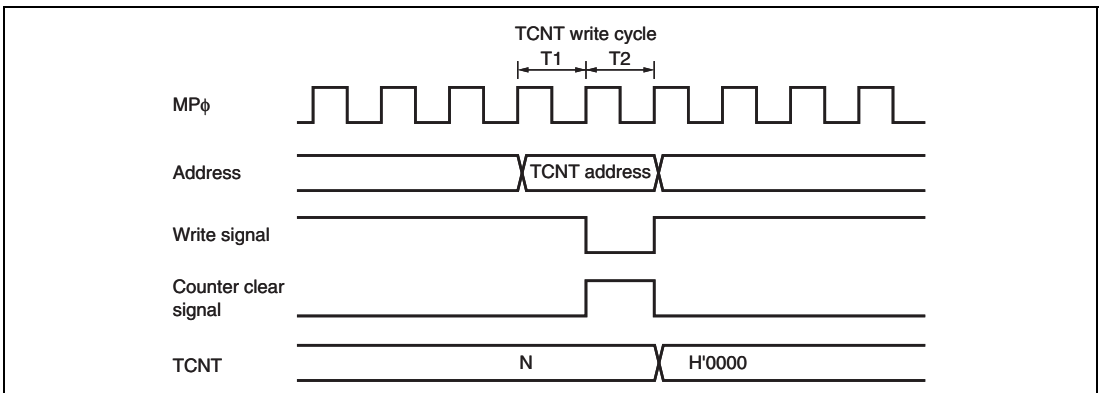 TCNT write cycle
T1 T2
MPϕ
Address
TCNT address
Write signal
Counter clear
signal
TCNT
N
H'0000